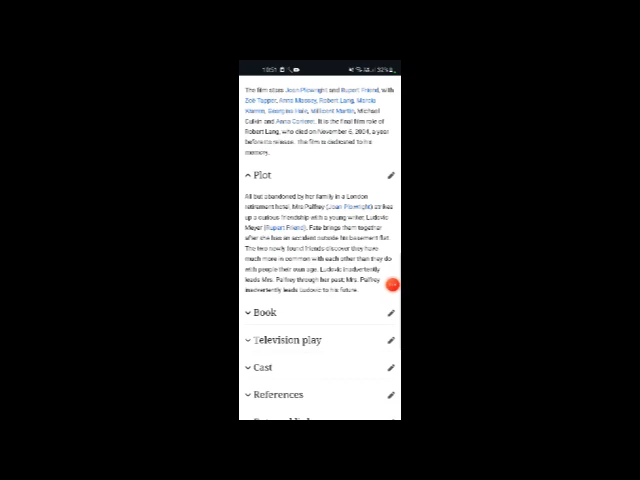 10:51
The film stars Joan Plowright and Rupert Friend, with
Zoë Tapper, Anna Massey, Robert Lang, Marcia
Warren, Georgina Hale, Millicent Martin, Michael
Culkin and Anna Carteret. It is the final film role of
Robert Lang, who died on November 6, 2004, a year
before its release. The film is dedicated to his
memory.
Plot
All but abandoned by her family in a London
retirement hotel, Mrs Palfrey (Joan Plowright) strikes
up a curious friendship with a young writer, Ludovic
Meyer (Rupert Friend). Fate brings them together
after she has an accident outside his basement flat.
The two newly found friends discover they have
much more in common with each other than they do
with people their own age. Ludovic inadvertently
leads Mrs. Palfrey through her past; Mrs. Palfrey
inadvertently leads Ludovic to his future.
Book
Television play
Cast
References